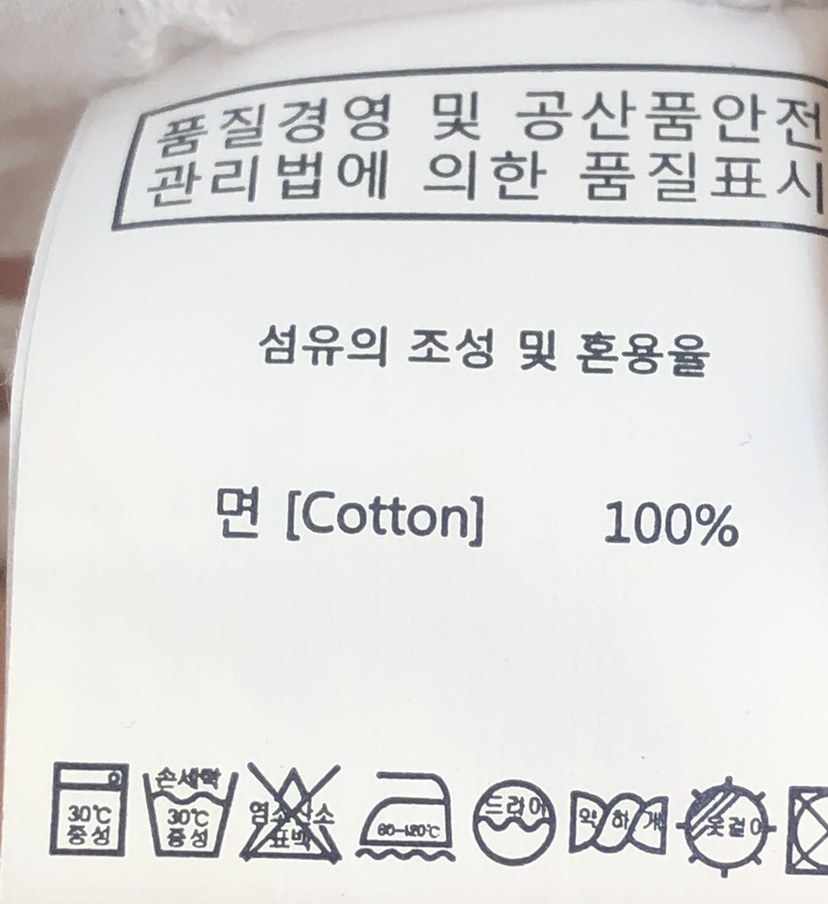 품질경영 및 공산품안전
관리법에 의한 품질표시
섬유의 조성 및 혼용율
면 [Cotton] 100%
30℃ 중성
손세탁 30℃ 중성
염소산소 표백
80-120℃
드라이
약하게
옷걸이